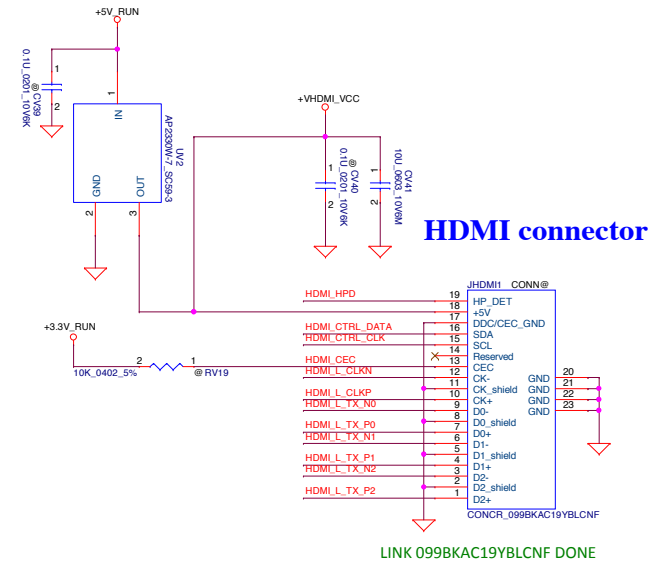 +5V_RUN
1
2
0.1U_0201_10V6K
@ CV39
1
IN
GND
OUT
2
3
UV2
AP2330W-7_SC59-3
+VHDMI_VCC
1
2
0.1U_0201_10V6K
@ CV40
1
2
10U_0603_10V6M
CV41
HDMI connector
JHDMI1 CONN@
HDMI_HPD 19 HP_DET
18 +5V
17 DDC/CEC_GND
HDMI_CTRL_DATA 16 SDA
HDMI_CTRL_CLK 15 SCL
14 Reserved
+3.3V_RUN
2 1
10K_0402_5% @ RV19
HDMI_CEC 13 CEC
HDMI_L_CLKN 12 CK-
11 CK_shield
HDMI_L_CLKP 10 CK+
HDMI_L_TX_N0 9 D0-
8 D0_shield
HDMI_L_TX_P0 7 D0+
HDMI_L_TX_N1 6 D1-
5 D1_shield
HDMI_L_TX_P1 4 D1+
HDMI_L_TX_N2 3 D2-
2 D2_shield
HDMI_L_TX_P2 1 D2+
GND 20
GND 21
GND 22
GND 23
CONCR_099BKAC19YBLCNF
LINK 099BKAC19YBLCNF DONE